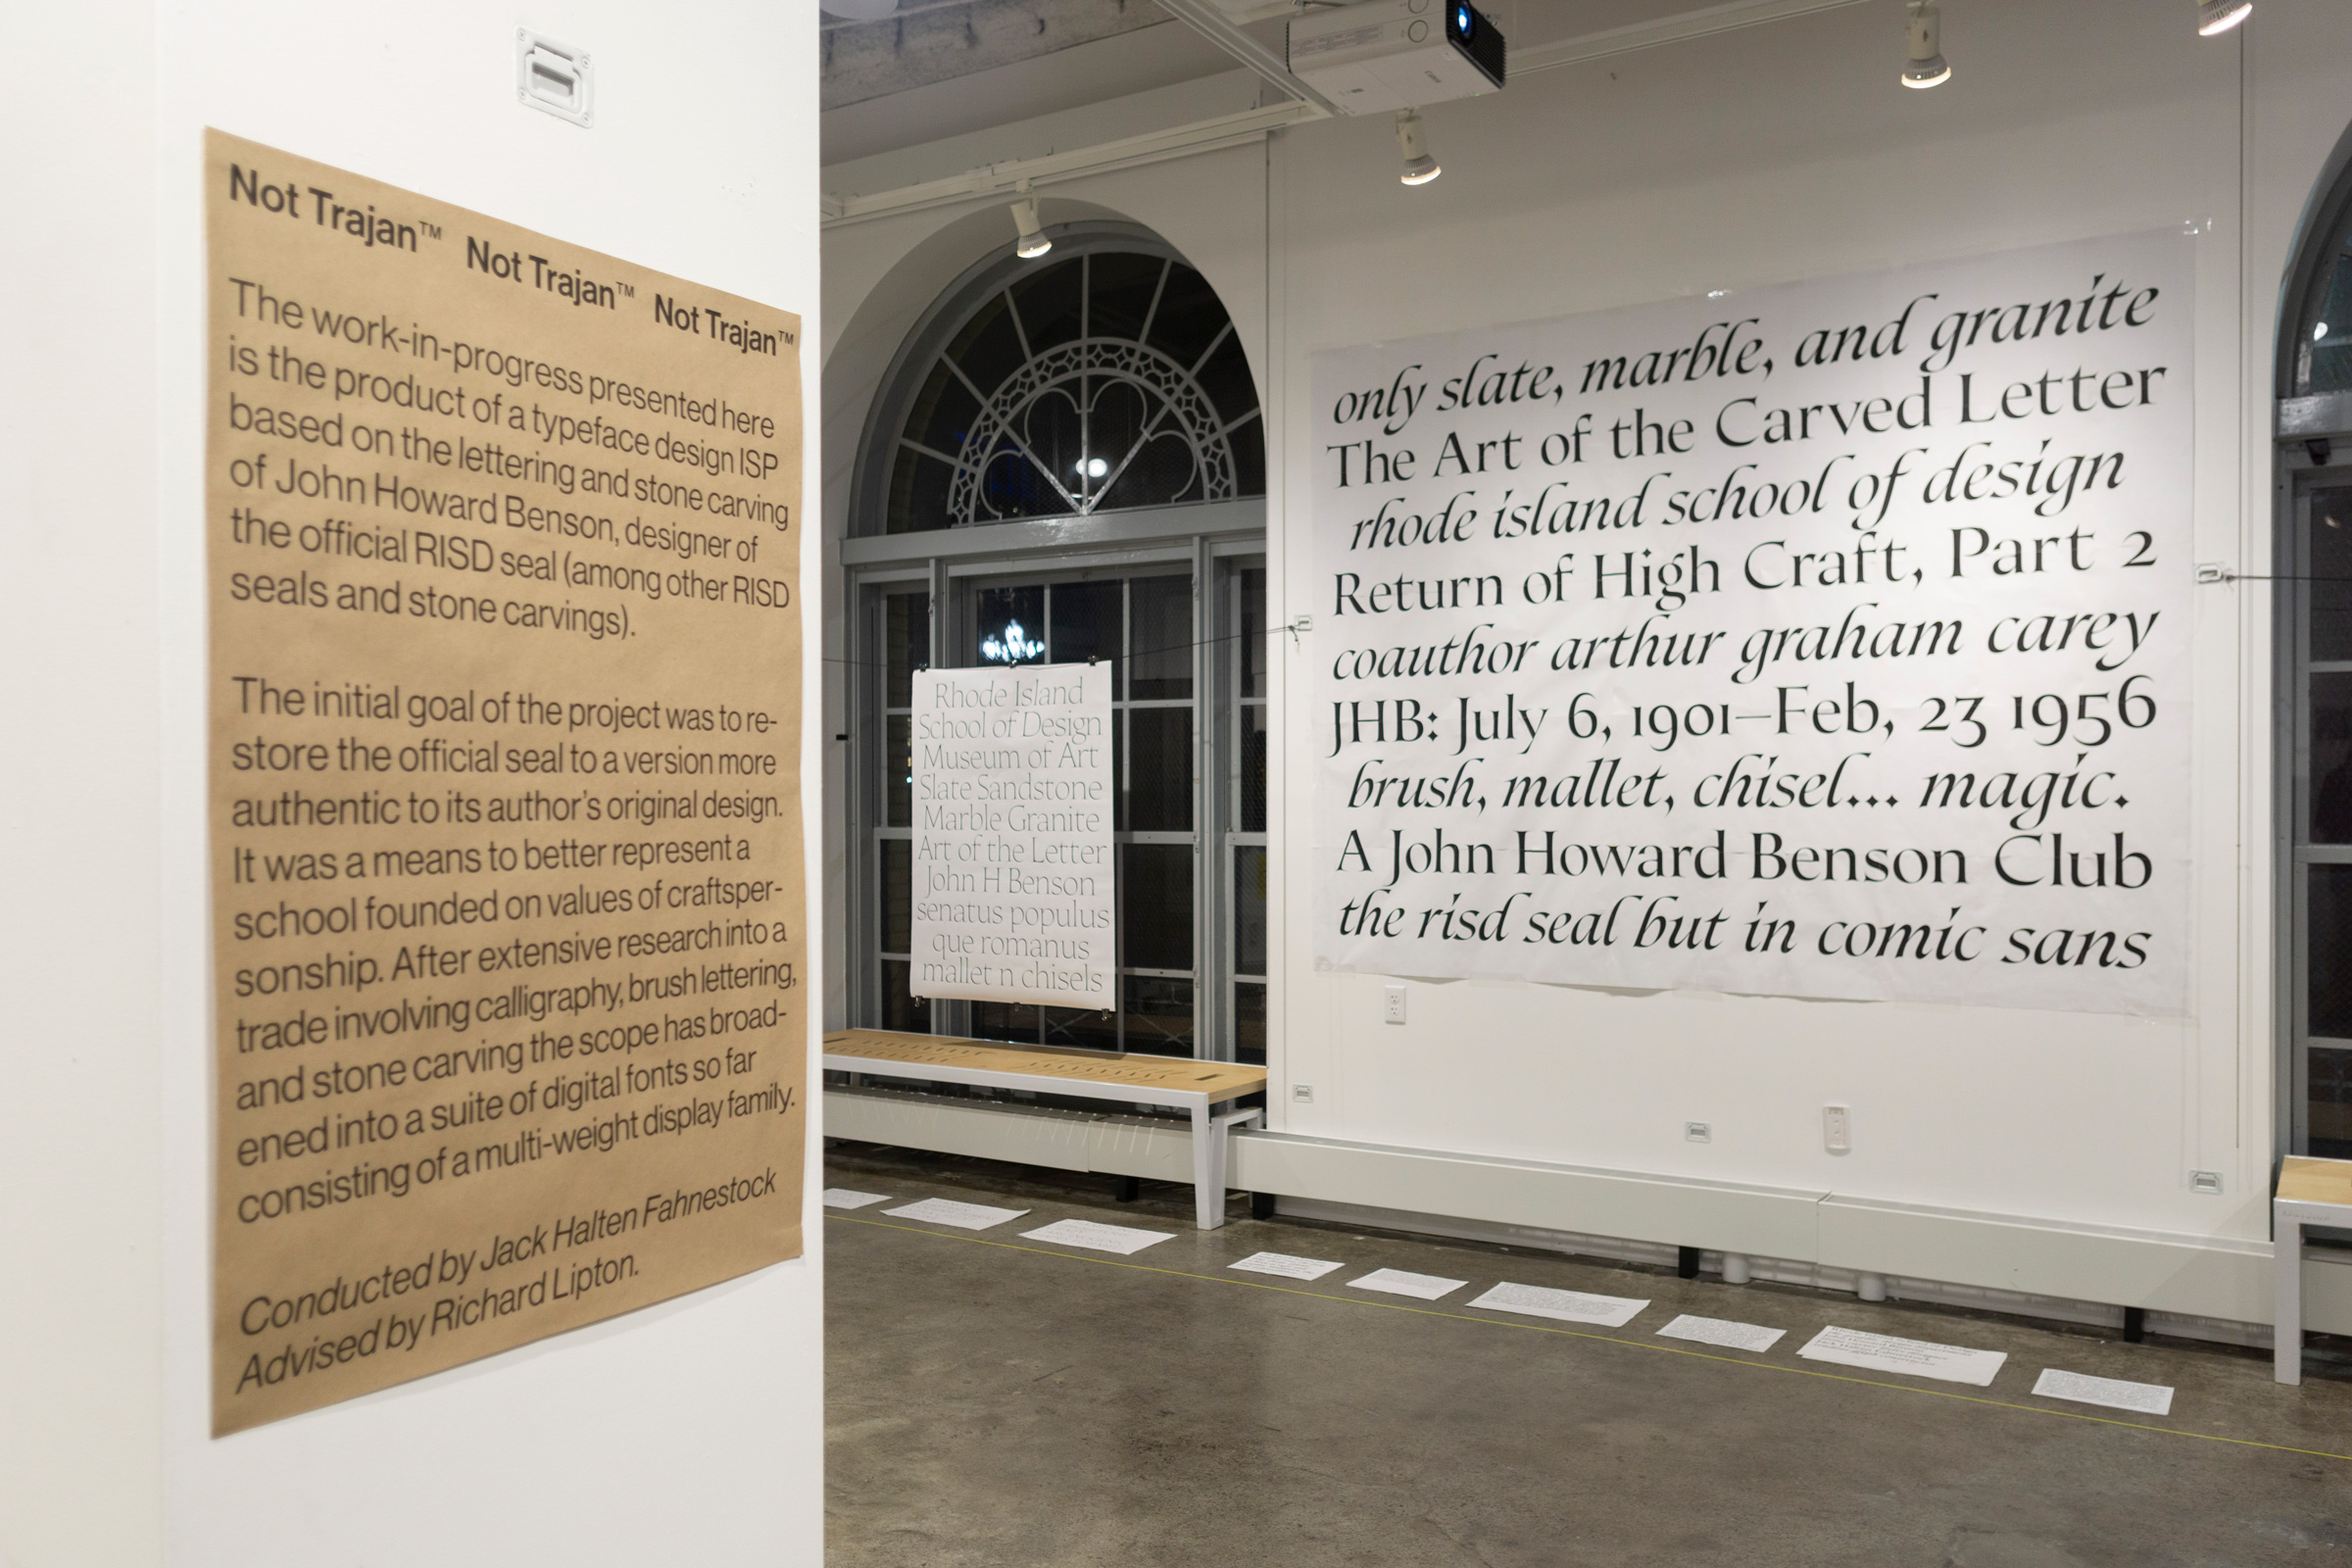 Not Trajan™ Not Trajan™ Not Trajan™
The work-in-progress presented here
is the product of a typeface design ISP
based on the lettering and stone carving
of John Howard Benson, designer of
the official RISD seal (among other RISD
seals and stone carvings).
The initial goal of the project was to re-
store the official seal to a version more
authentic to its author's original design.
It was a means to better represent a
school founded on values of craftsper-
sonship. After extensive research into a
trade involving calligraphy, brush lettering,
and stone carving the scope has broad-
ened into a suite of digital fonts so far
consisting of a multi-weight display family.
Conducted by Jack Halten Fahnestock
Advised by Richard Lipton.
Rhode Island
School of Design
Museum of Art
Slate Sandstone
Marble Granite
Art of the Letter
John H Benson
senatus populus
que romanus
mallet n chisels
only slate, marble, and granite
The Art of the Carved Letter
rhode island school of design
Return of High Craft, Part 2
coauthor arthur graham carey
JHB: July 6, 1901–Feb, 23 1956
brush, mallet, chisel... magic.
A John Howard Benson Club
the risd seal but in comic sans